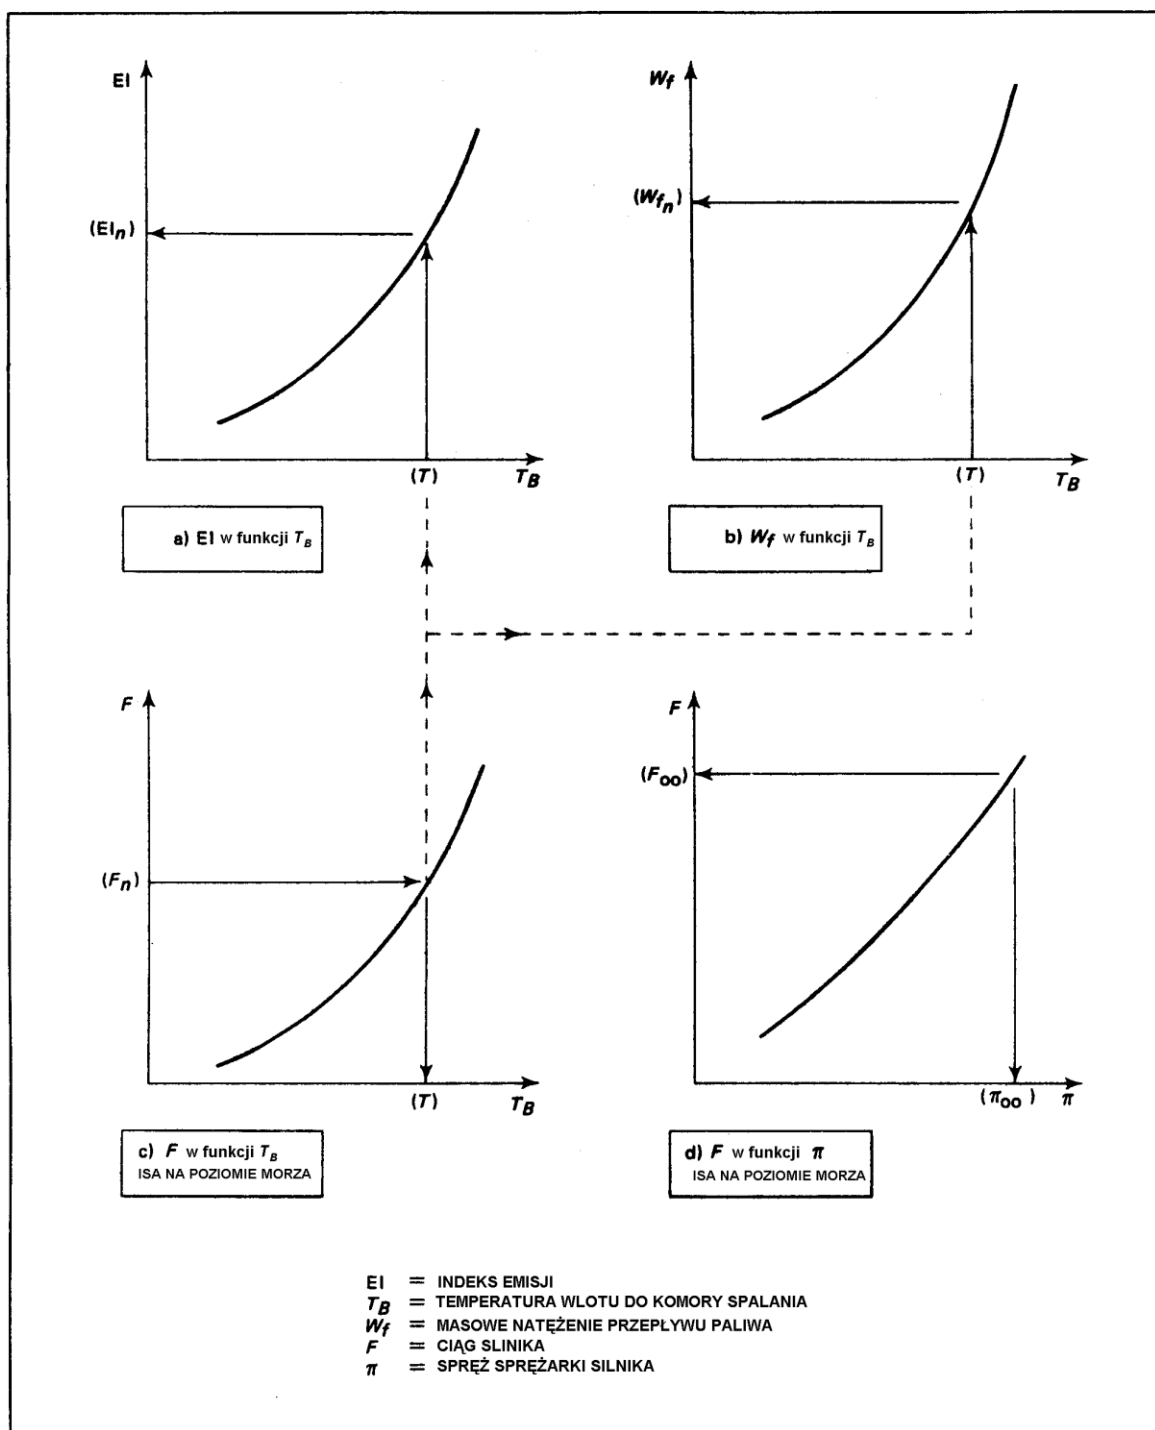 EI
(EIn)
(T)
TB
a) EI w funkcji TB
Wf
(Wfn)
(T)
TB
b) Wf w funkcji TB
F
(Fn)
(T)
TB
c) F w funkcji TB
ISA NA POZIOMIE MORZA
F
(Foo)
(πoo)
π
d) F w funkcji π
ISA NA POZIOMIE MORZA
EI = INDEKS EMISJI
TB = TEMPERATURA WLOTU DO KOMORY SPALANIA
Wf = MASOWE NATĘŻENIE PRZEPŁYWU PALIWA
F = CIĄG SLINIKA
π = SPRĘŻ SPRĘŻARKI SILNIKA